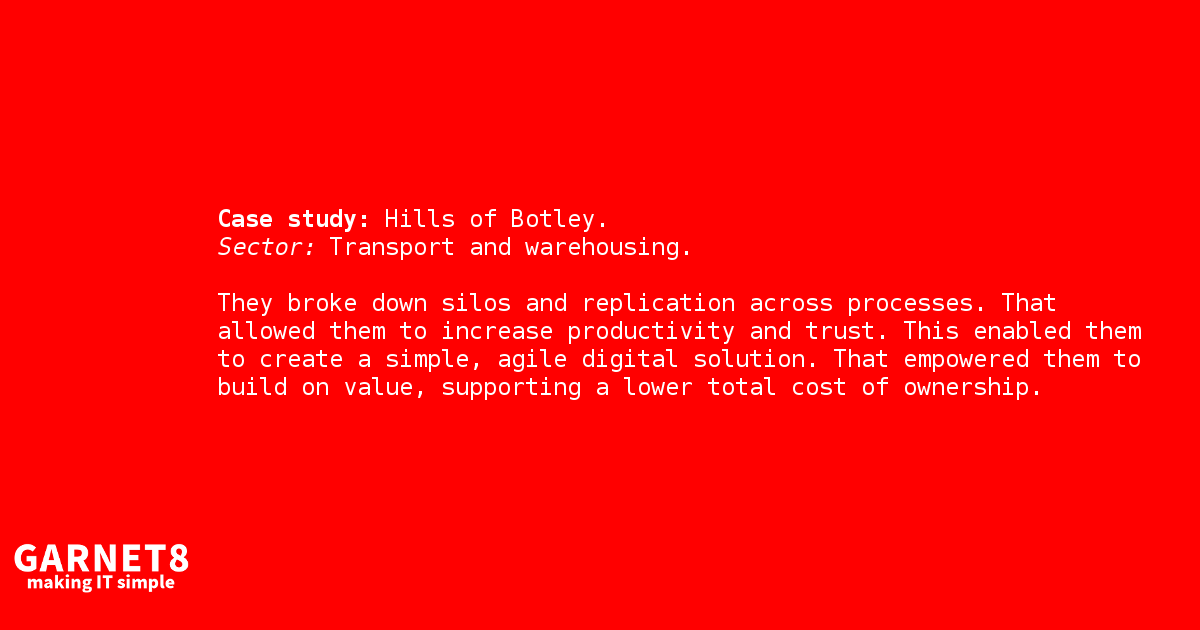 Case study: Hills of Botley.
Sector: Transport and warehousing.
They broke down silos and replication across processes. That
allowed them to increase productivity and trust. This enabled them
to create a simple, agile digital solution. That empowered them to
build on value, supporting a lower total cost of ownership.
GARNET8
making IT simple